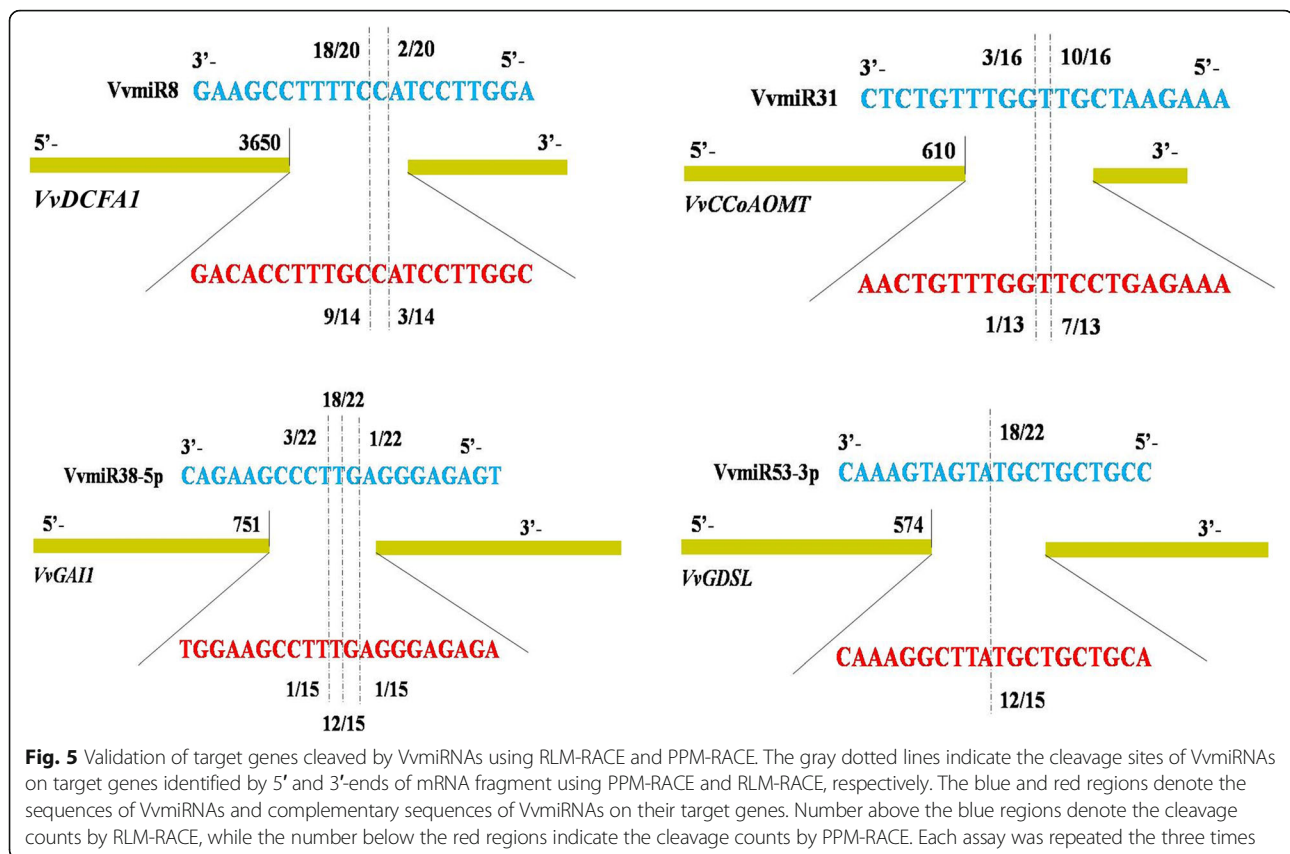 18/20 2/20
3'- 5'-
VvmiR8 GAAGCCTTTTCCATCCTTGGA
5'- 3650 3'-
VvDCFA1
GACACCTTTGCCATCCTTGGC
9/14 3/14
3/16 10/16
3'- 5'-
VvmiR31 CTCTGTTTGGTTGCTAAGAAA
5'- 610 3'-
VvCCoAOMT
AACTGTTTGGTTCCTGAGAAA
1/13 7/13
18/22
3/22 1/22
3'- 5'-
VvmiR38-5p CAGAAGCCCTTGAGGGAGAGT
5'- 751 3'-
VvGAI1
TGGAAGCCTTTGAGGGAGAGA
1/15 1/15
12/15
18/22
3'- 5'-
VvmiR53-3p CAAAGTAGTATGCTGCTGCC
5'- 574 3'-
VvGDSL
CAAAGGCTTATGCTGCTGCA
12/15
Fig. 5 Validation of target genes cleaved by VvmiRNAs using RLM-RACE and PPM-RACE. The gray dotted lines indicate the cleavage sites of VvmiRNAs
on target genes identified by 5′ and 3′-ends of mRNA fragment using PPM-RACE and RLM-RACE, respectively. The blue and red regions denote the
sequences of VvmiRNAs and complementary sequences of VvmiRNAs on their target genes. Number above the blue regions denote the cleavage
counts by RLM-RACE, while the number below the red regions indicate the cleavage counts by PPM-RACE. Each assay was repeated the three times